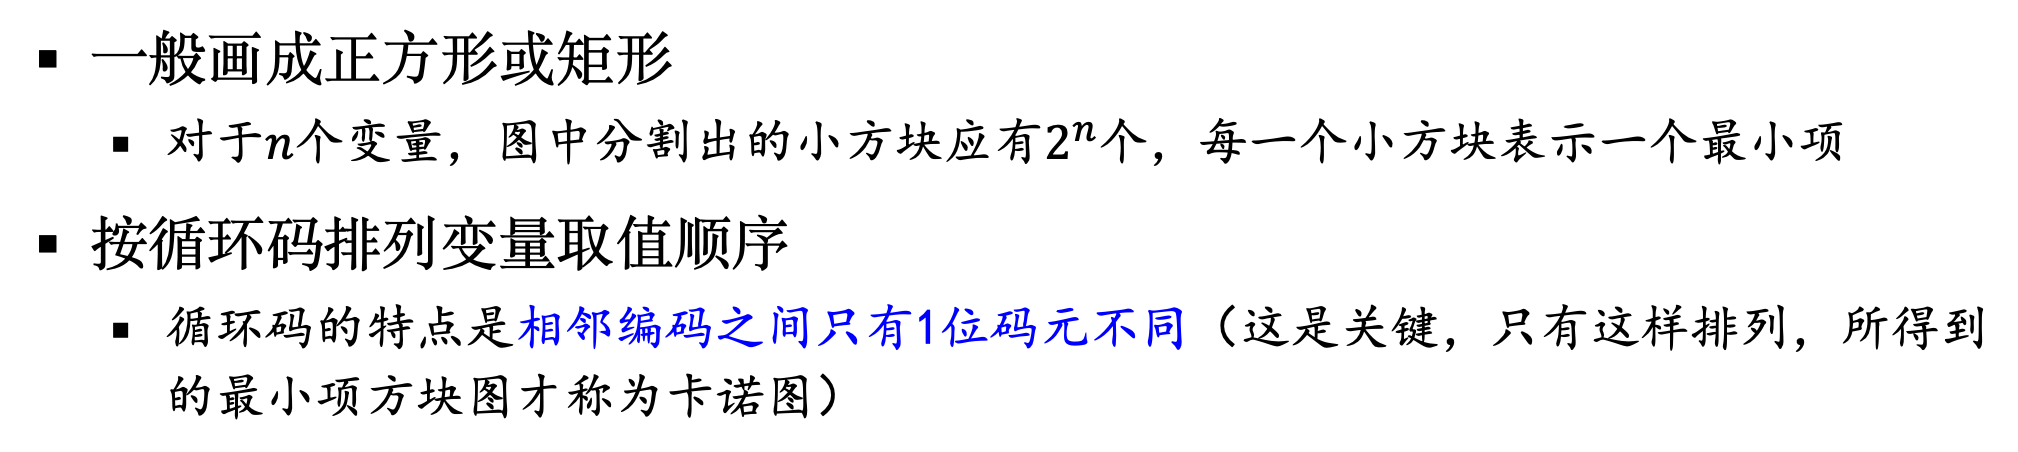 ▪ 一般画成正方形或矩形
▪ 对于n个变量，图中分割出的小方块应有2ⁿ个，每一个小方块表示一个最小项
▪ 按循环码排列变量取值顺序
▪ 循环码的特点是相邻编码之间只有1位码元不同（这是关键，只有这样排列，所得到
的最小项方块图才称为卡诺图）